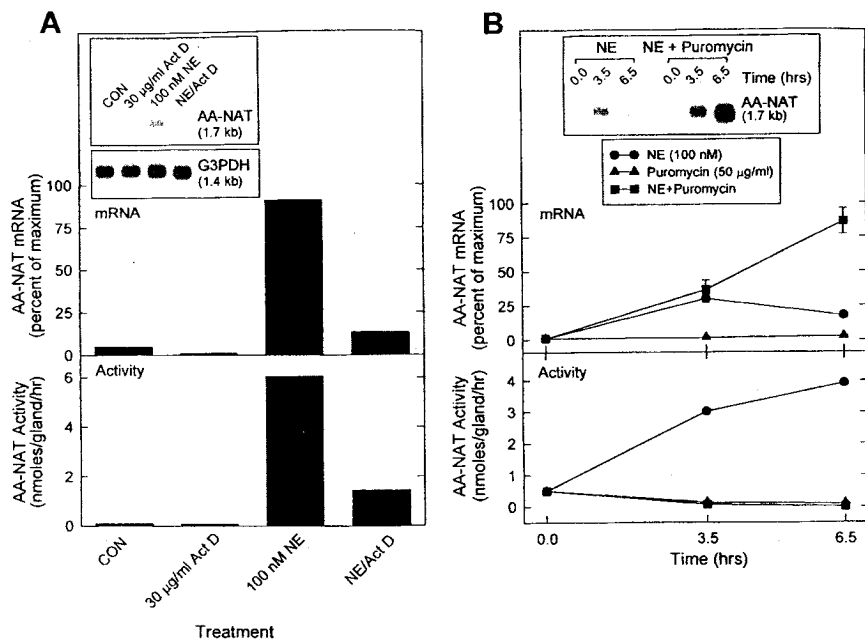 A
CON
30 µg/ml Act D
100 nM NE
NE/Act D
AA-NAT
(1.7 kb)
G3PDH
(1.4 kb)
mRNA
AA-NAT mRNA
(percent of maximum)
100
75
50
25
0
Activity
AA-NAT Activity
(nmoles/gland/hr)
6
4
2
0
CON
30 µg/ml Act D
100 nM NE
NE/Act D
Treatment
B
NE NE + Puromycin
0.0 3.5 6.5 0.0 3.5 6.5 Time (hrs)
AA-NAT
(1.7 kb)
NE (100 nM)
Puromycin (50 µg/ml)
NE+Puromycin
mRNA
AA-NAT mRNA
(percent of maximum)
100
75
50
25
0
Activity
AA-NAT Activity
(nmoles/gland/hr)
4
3
2
1
0
0.0 3.5 6.5
Time (hrs)